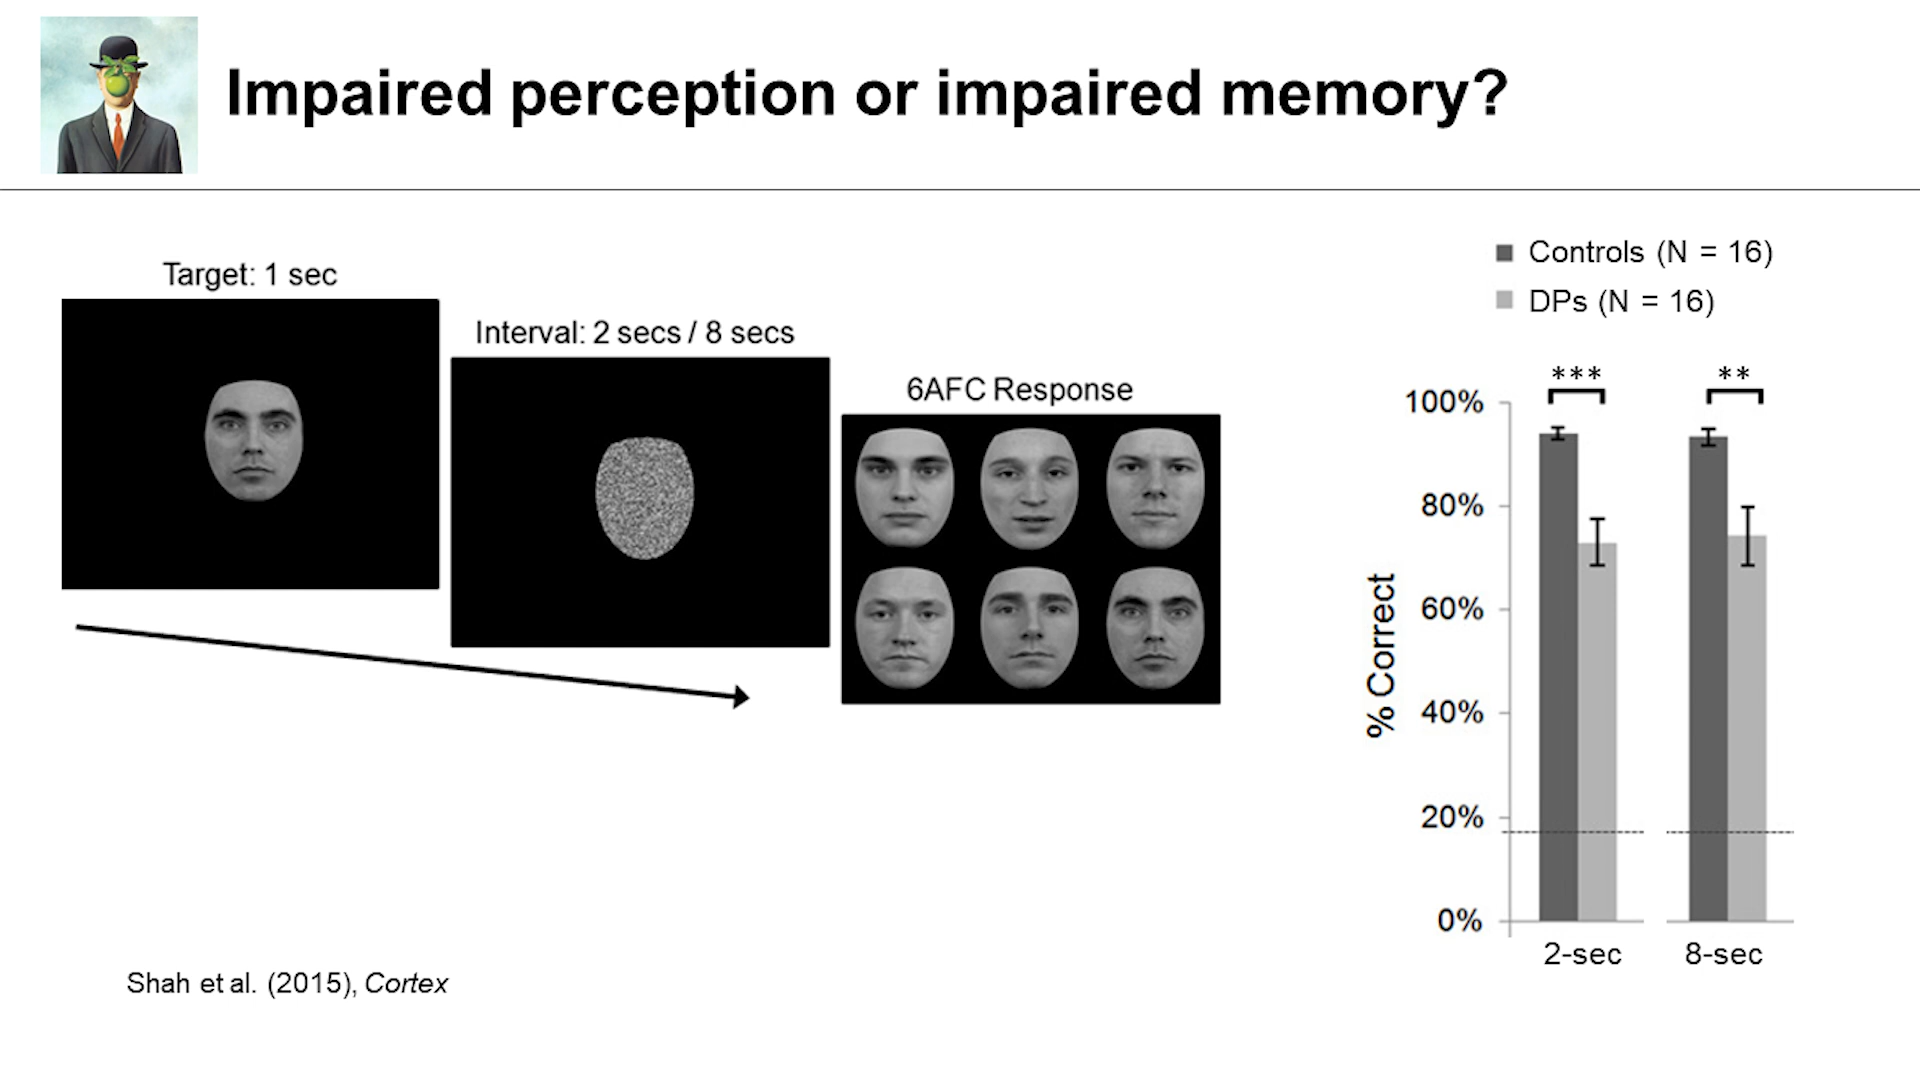 Impaired perception or impaired memory?
Target: 1 sec
Interval: 2 secs / 8 secs
6AFC Response
Controls (N = 16)
DPs (N = 16)
*** **
100%
80%
60%
40%
20%
0%
% Correct
2-sec 8-sec
Shah et al. (2015), Cortex